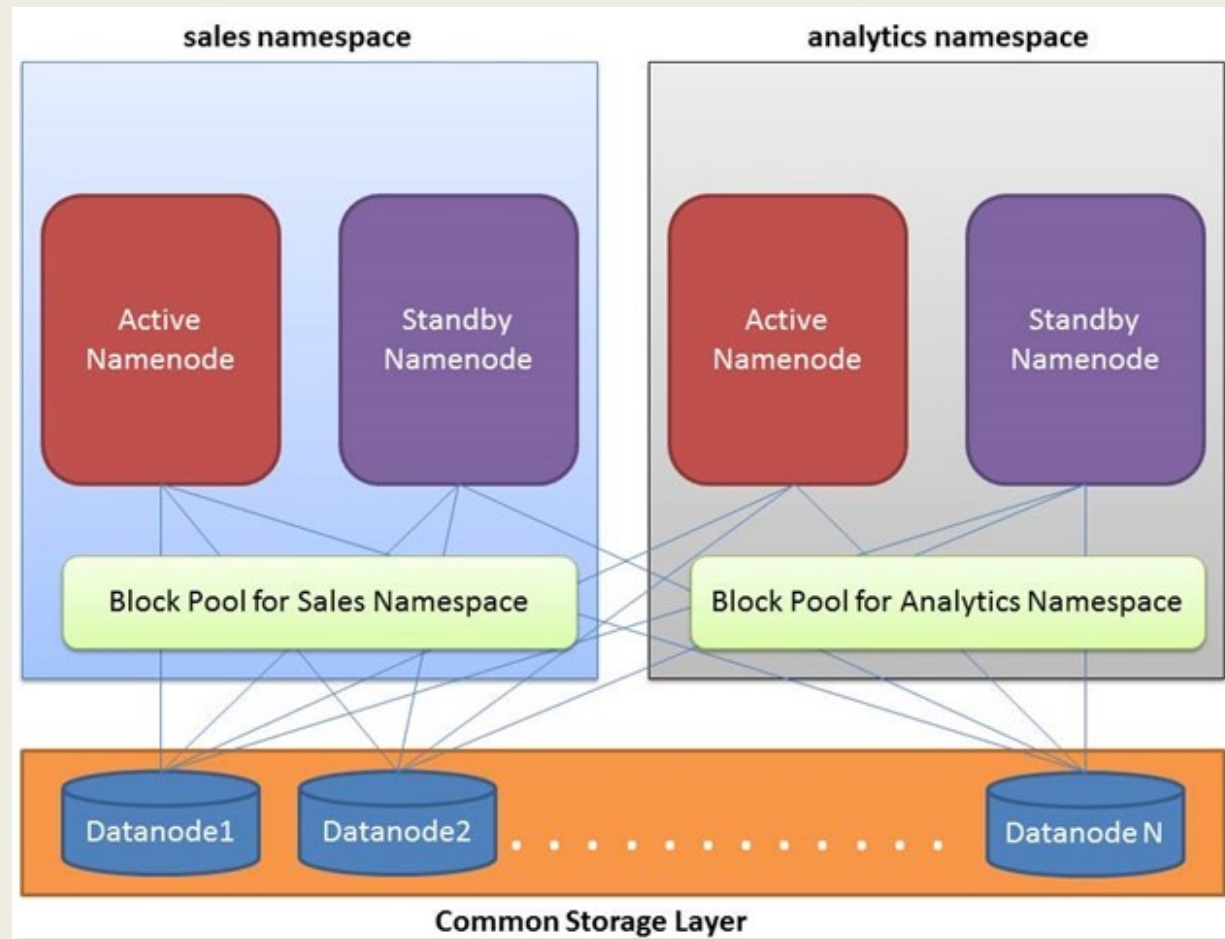 sales namespace
analytics namespace
Active
Namenode
Standby
Namenode
Active
Namenode
Standby
Namenode
Block Pool for Sales Namespace
Block Pool for Analytics Namespace
Datanode1
Datanode2
Datanode N
Common Storage Layer